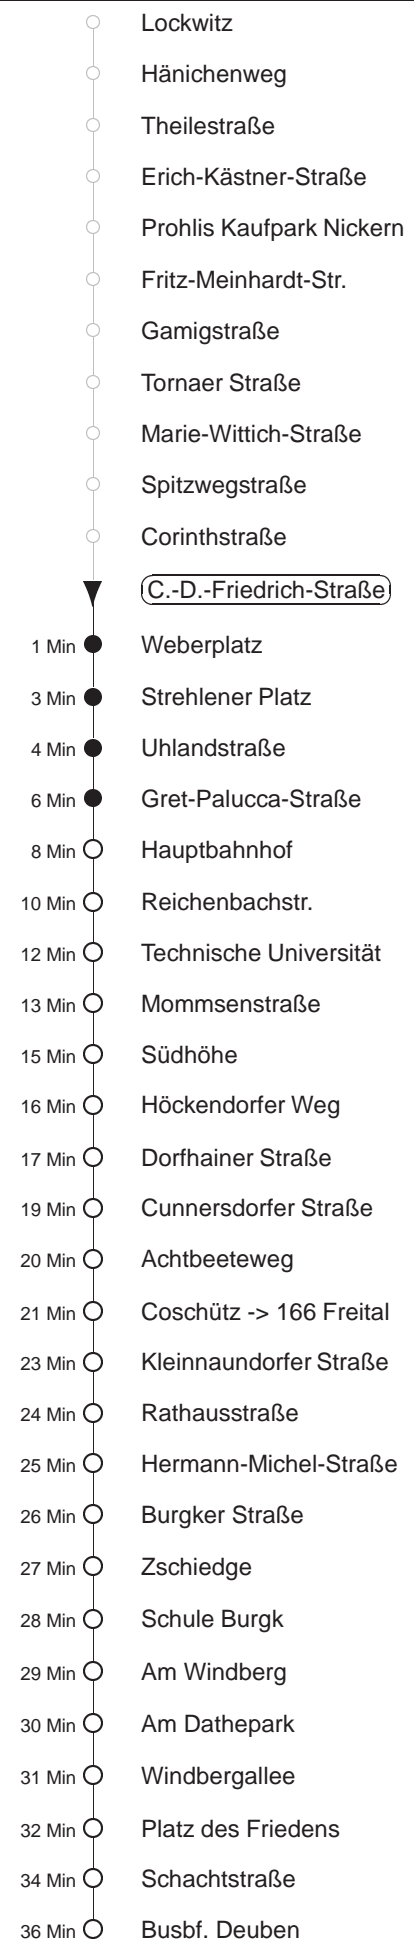 Lockwitz
Hänichenweg
Theilestraße
Erich-Kästner-Straße
Prohlis Kaufpark Nickern
Fritz-Meinhardt-Str.
Gamigstraße
Tornaer Straße
Marie-Wittich-Straße
Spitzwegstraße
Corinthstraße
C.-D.-Friedrich-Straße
1 Min Weberplatz
3 Min Strehlener Platz
4 Min Uhlandstraße
6 Min Gret-Palucca-Straße
8 Min Hauptbahnhof
10 Min Reichenbachstr.
12 Min Technische Universität
13 Min Mommsenstraße
15 Min Südhöhe
16 Min Höckendorfer Weg
17 Min Dorfhainer Straße
19 Min Cunnersdorfer Straße
20 Min Achtbeeteweg
21 Min Coschütz -> 166 Freital
23 Min Kleinnaundorfer Straße
24 Min Rathausstraße
25 Min Hermann-Michel-Straße
26 Min Burgker Straße
27 Min Zschiedge
28 Min Schule Burgk
29 Min Am Windberg
30 Min Am Dathepark
31 Min Windbergallee
32 Min Platz des Friedens
34 Min Schachtstraße
36 Min Busbf. Deuben